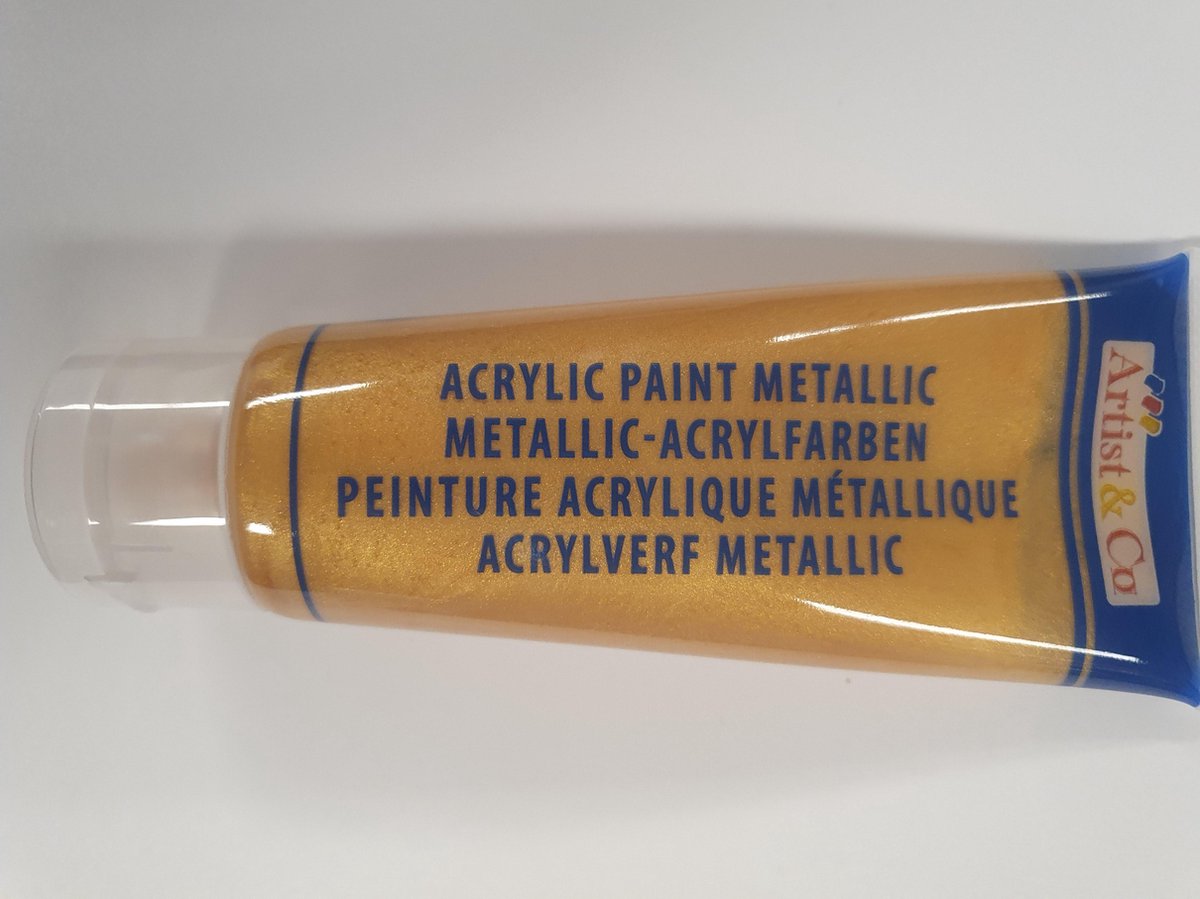 ACRYLIC PAINT METALLIC
METALLIC-ACRYLFARBEN
PEINTURE ACRYLIQUE MÉTALLIQUE
ACRYLVERF METALLIC
Artist & Co